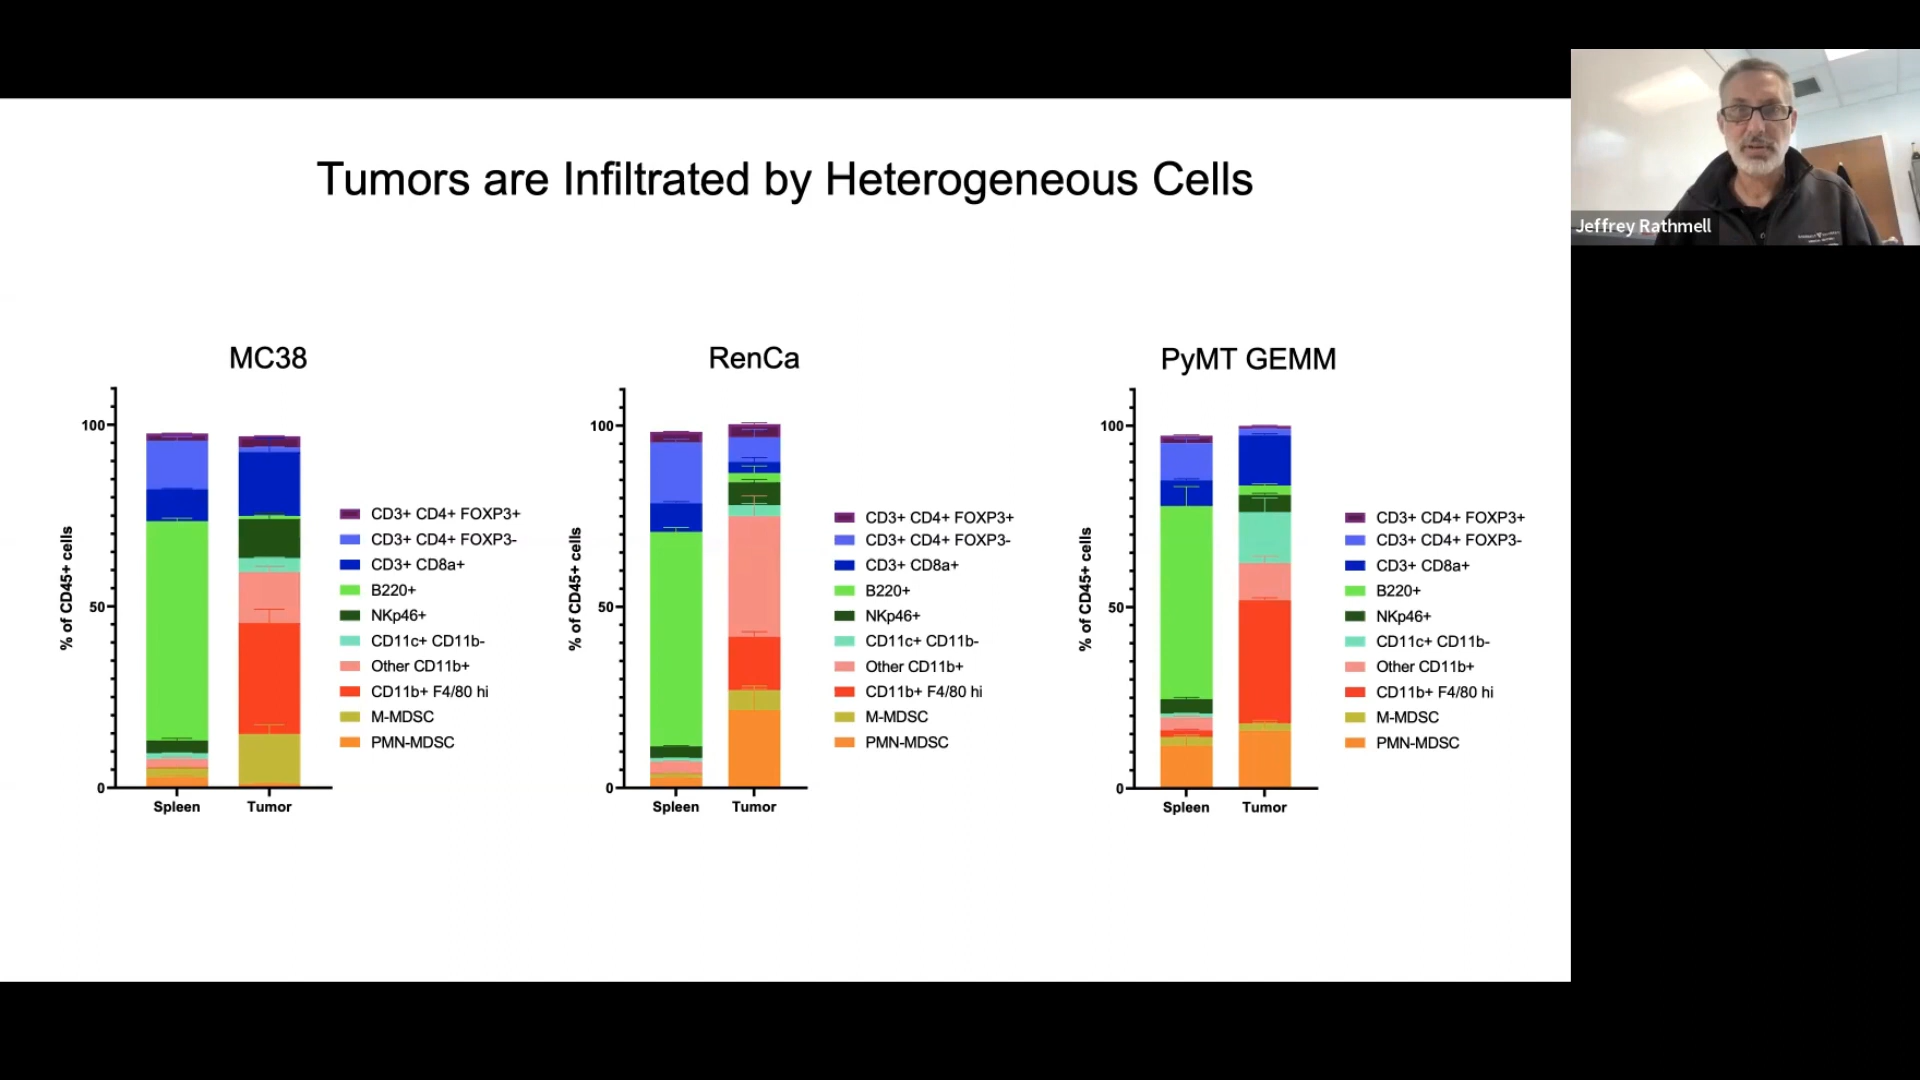 Tumors are Infiltrated by Heterogeneous Cells
Jeffrey Rathmell
MC38
% of CD45+ cells
100
50
0
Spleen
Tumor
CD3+ CD4+ FOXP3+
CD3+ CD4+ FOXP3-
CD3+ CD8a+
B220+
NKp46+
CD11c+ CD11b-
Other CD11b+
CD11b+ F4/80 hi
M-MDSC
PMN-MDSC
RenCa
% of CD45+ cells
100
50
0
Spleen
Tumor
CD3+ CD4+ FOXP3+
CD3+ CD4+ FOXP3-
CD3+ CD8a+
B220+
NKp46+
CD11c+ CD11b-
Other CD11b+
CD11b+ F4/80 hi
M-MDSC
PMN-MDSC
PyMT GEMM
% of CD45+ cells
100
50
0
Spleen
Tumor
CD3+ CD4+ FOXP3+
CD3+ CD4+ FOXP3-
CD3+ CD8a+
B220+
NKp46+
CD11c+ CD11b-
Other CD11b+
CD11b+ F4/80 hi
M-MDSC
PMN-MDSC